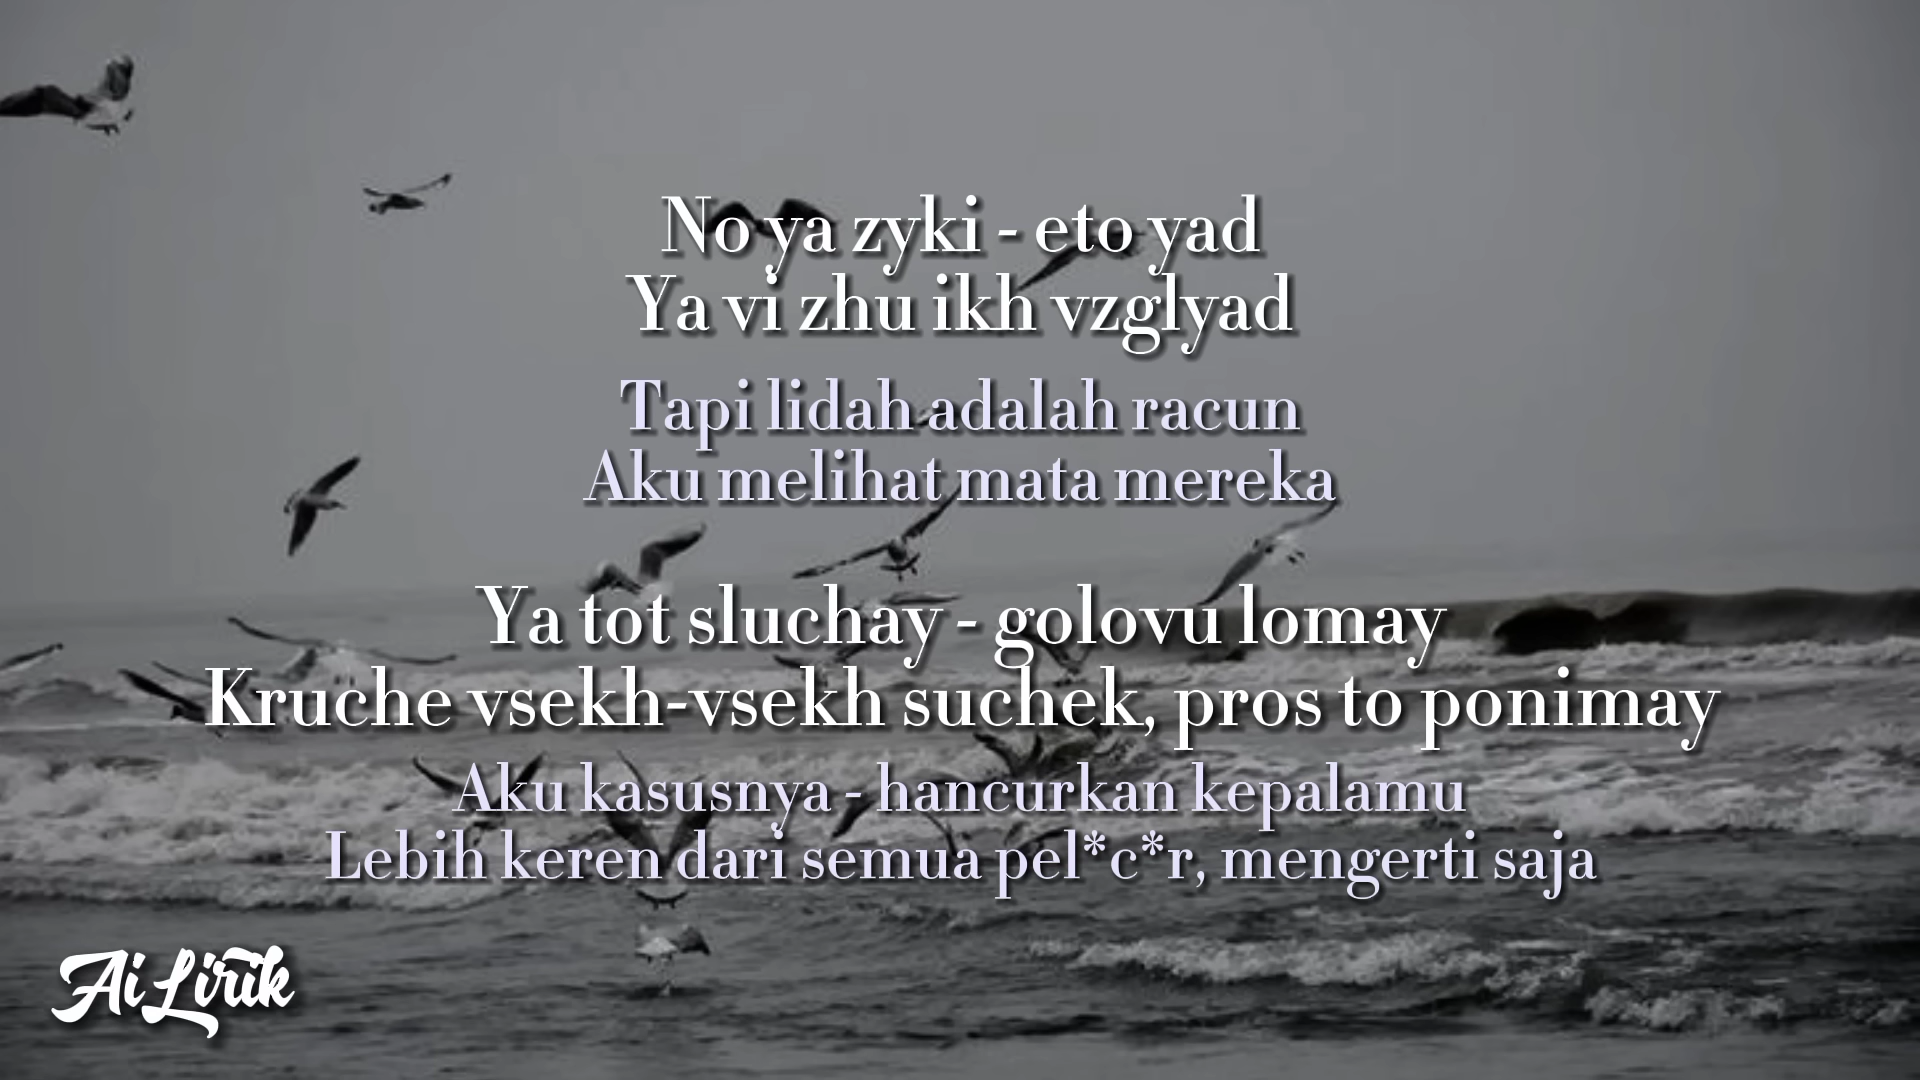 No ya zyki - eto yad
Ya vi zhu ikh vzglyad
Tapi lidah adalah racun
Aku melihat mata mereka
Ya tot sluchay - golovu lomay
Kruche vsekh-vsekh suchek, pros to ponimay
Aku kasusnya - hancurkan kepalamu
Lebih keren dari semua pel*c*r, mengerti saja
Ai Lirik